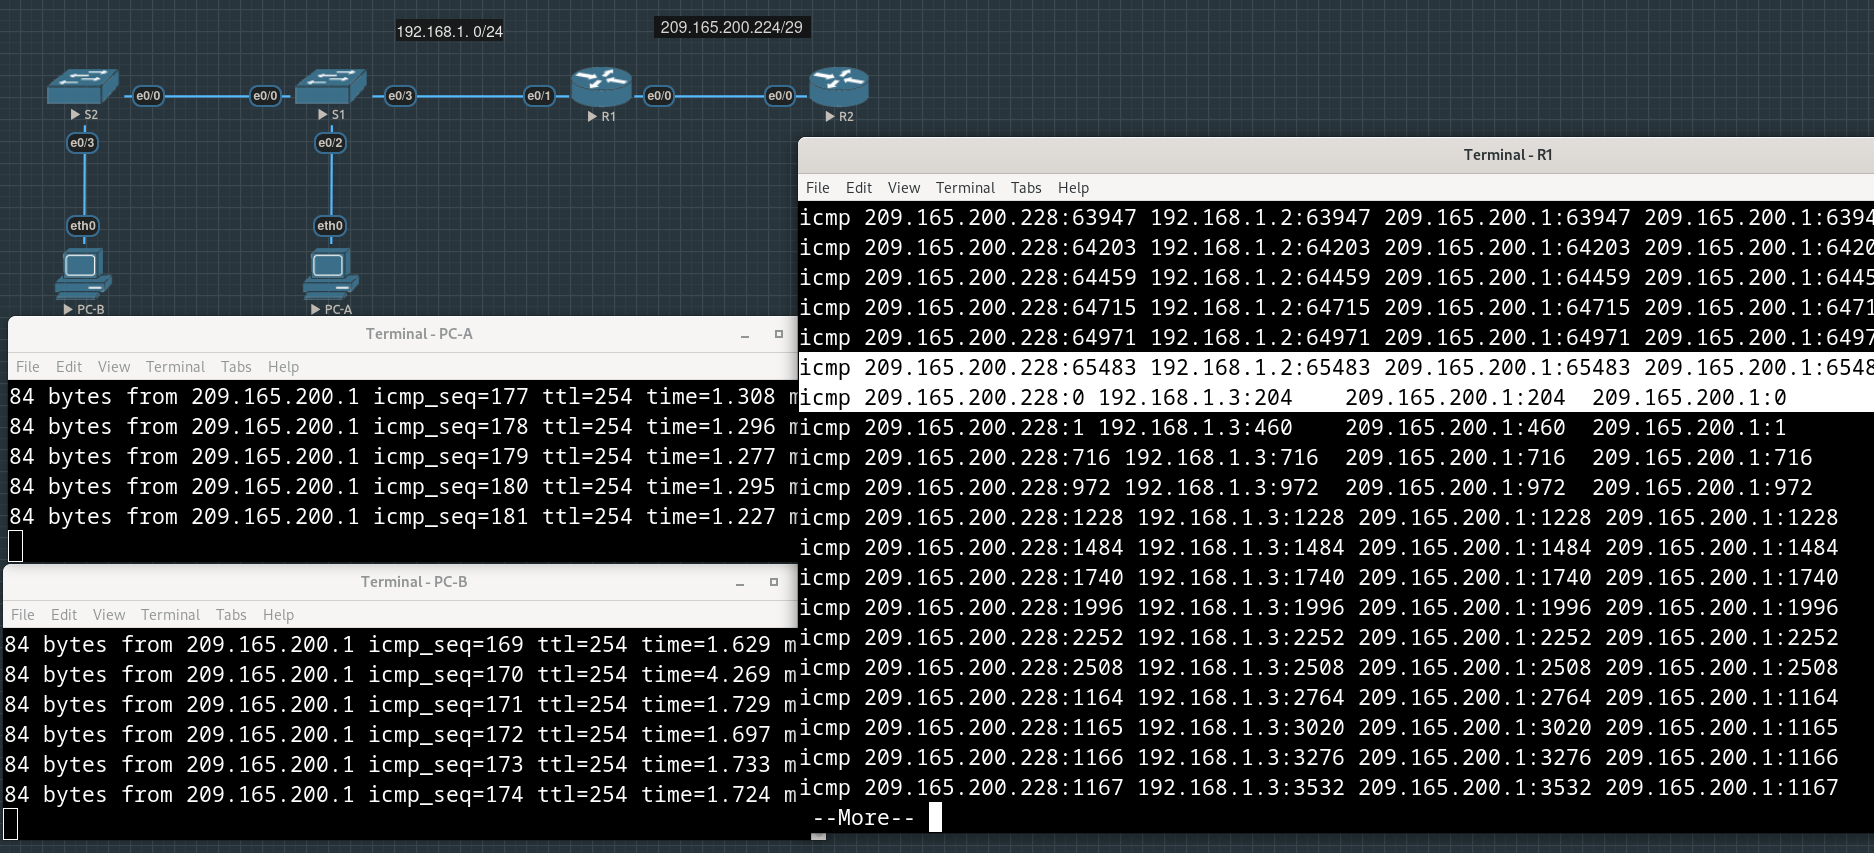 192.168.1. 0/24
209.165.200.224/29
e0/0 e0/0 e0/3 e0/1 e0/0 e0/0
S2 S1 R1 R2
e0/3 e0/2
eth0 eth0
PC-B PC-A
Terminal - PC-A
File Edit View Terminal Tabs Help
84 bytes from 209.165.200.1 icmp_seq=177 ttl=254 time=1.308 m
84 bytes from 209.165.200.1 icmp_seq=178 ttl=254 time=1.296 m
84 bytes from 209.165.200.1 icmp_seq=179 ttl=254 time=1.277 m
84 bytes from 209.165.200.1 icmp_seq=180 ttl=254 time=1.295 m
84 bytes from 209.165.200.1 icmp_seq=181 ttl=254 time=1.227 m
Terminal - PC-B
File Edit View Terminal Tabs Help
84 bytes from 209.165.200.1 icmp_seq=169 ttl=254 time=1.629 m
84 bytes from 209.165.200.1 icmp_seq=170 ttl=254 time=4.269 m
84 bytes from 209.165.200.1 icmp_seq=171 ttl=254 time=1.729 m
84 bytes from 209.165.200.1 icmp_seq=172 ttl=254 time=1.697 m
84 bytes from 209.165.200.1 icmp_seq=173 ttl=254 time=1.733 m
84 bytes from 209.165.200.1 icmp_seq=174 ttl=254 time=1.724 m
Terminal - R1
File Edit View Terminal Tabs Help
icmp 209.165.200.228:63947 192.168.1.2:63947 209.165.200.1:63947 209.165.200.1:6394
icmp 209.165.200.228:64203 192.168.1.2:64203 209.165.200.1:64203 209.165.200.1:6420
icmp 209.165.200.228:64459 192.168.1.2:64459 209.165.200.1:64459 209.165.200.1:6445
icmp 209.165.200.228:64715 192.168.1.2:64715 209.165.200.1:64715 209.165.200.1:6471
icmp 209.165.200.228:64971 192.168.1.2:64971 209.165.200.1:64971 209.165.200.1:6497
icmp 209.165.200.228:65483 192.168.1.2:65483 209.165.200.1:65483 209.165.200.1:6548
icmp 209.165.200.228:0 192.168.1.3:204 209.165.200.1:204 209.165.200.1:0
icmp 209.165.200.228:1 192.168.1.3:460 209.165.200.1:460 209.165.200.1:1
icmp 209.165.200.228:716 192.168.1.3:716 209.165.200.1:716 209.165.200.1:716
icmp 209.165.200.228:972 192.168.1.3:972 209.165.200.1:972 209.165.200.1:972
icmp 209.165.200.228:1228 192.168.1.3:1228 209.165.200.1:1228 209.165.200.1:1228
icmp 209.165.200.228:1484 192.168.1.3:1484 209.165.200.1:1484 209.165.200.1:1484
icmp 209.165.200.228:1740 192.168.1.3:1740 209.165.200.1:1740 209.165.200.1:1740
icmp 209.165.200.228:1996 192.168.1.3:1996 209.165.200.1:1996 209.165.200.1:1996
icmp 209.165.200.228:2252 192.168.1.3:2252 209.165.200.1:2252 209.165.200.1:2252
icmp 209.165.200.228:2508 192.168.1.3:2508 209.165.200.1:2508 209.165.200.1:2508
icmp 209.165.200.228:1164 192.168.1.3:2764 209.165.200.1:2764 209.165.200.1:1164
icmp 209.165.200.228:1165 192.168.1.3:3020 209.165.200.1:3020 209.165.200.1:1165
icmp 209.165.200.228:1166 192.168.1.3:3276 209.165.200.1:3276 209.165.200.1:1166
icmp 209.165.200.228:1167 192.168.1.3:3532 209.165.200.1:3532 209.165.200.1:1167
--More--